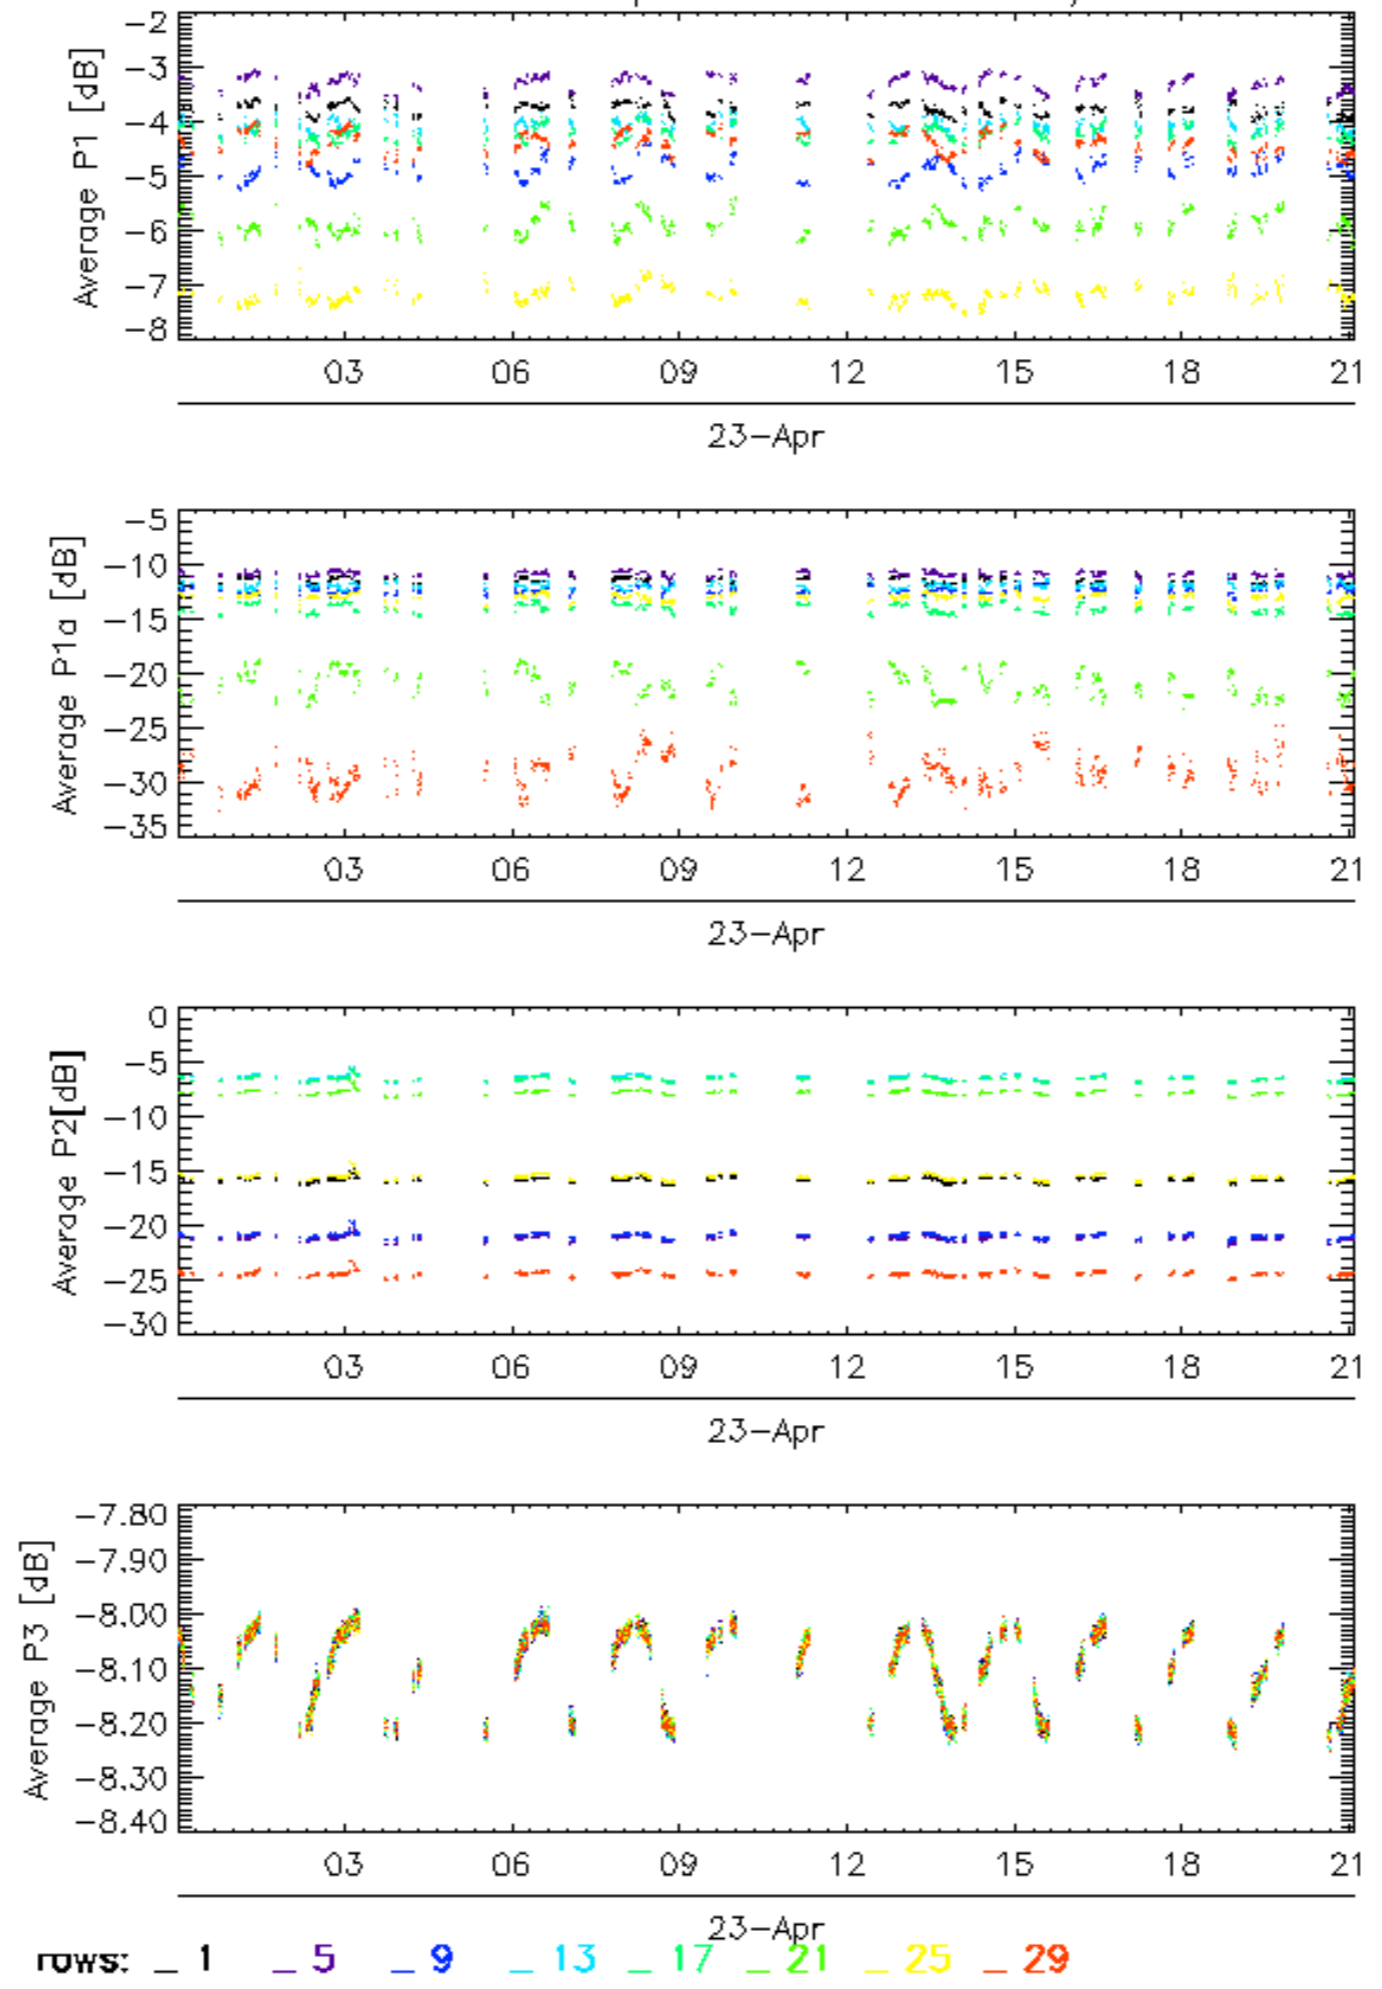 Average P1 [dB]
-2
-3
-4
-5
-6
-7
-8
03 06 09 12 15 18 21
23-Apr
Average P1a [dB]
-5
-10
-15
-20
-25
-30
-35
03 06 09 12 15 18 21
23-Apr
Average P2[dB]
0
-5
-10
-15
-20
-25
-30
03 06 09 12 15 18 21
23-Apr
Average P3 [dB]
-7.80
-7.90
-8.00
-8.10
-8.20
-8.30
-8.40
03 06 09 12 15 18 21
23-Apr
rows: _ 1 _ 5 _ 9 _ 13 _ 17 _ 21 _ 25 _ 29